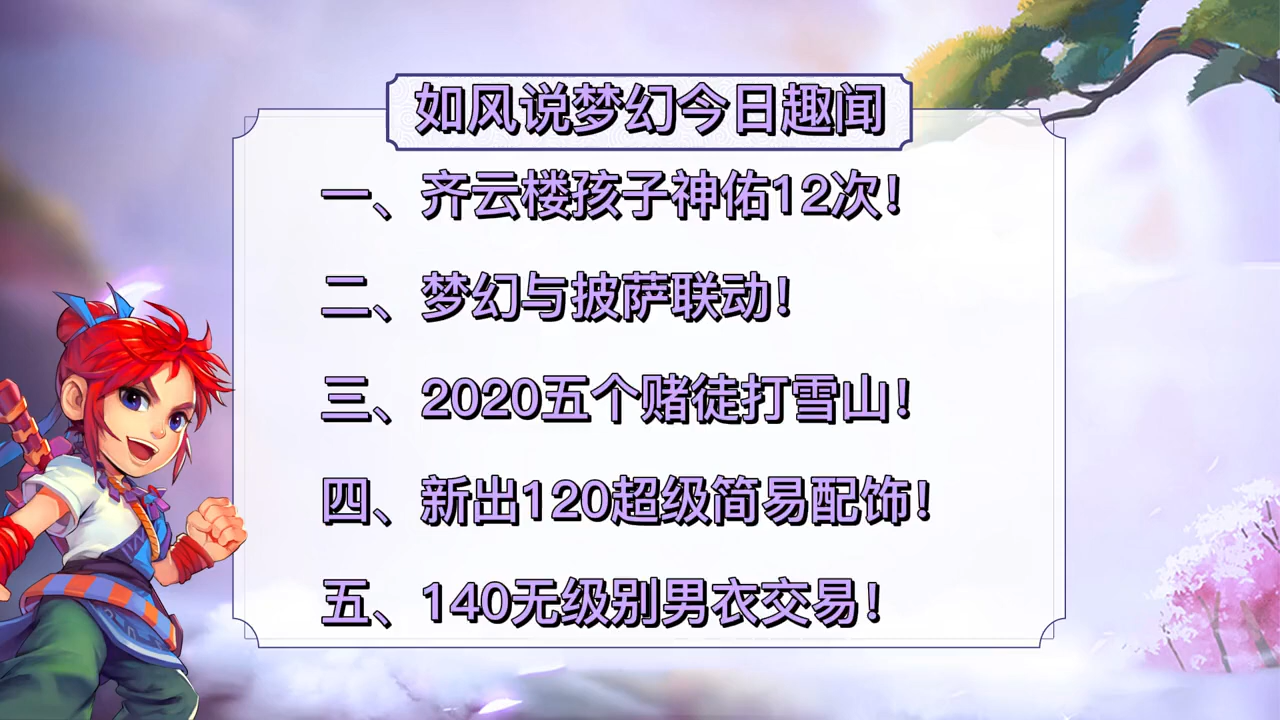 如风说梦幻今日趣闻
一、齐云楼孩子神佑12次！
二、梦幻与披萨联动！
三、2020五个赌徒打雪山！
四、新出120超级简易配饰！
五、140无级别男衣交易！